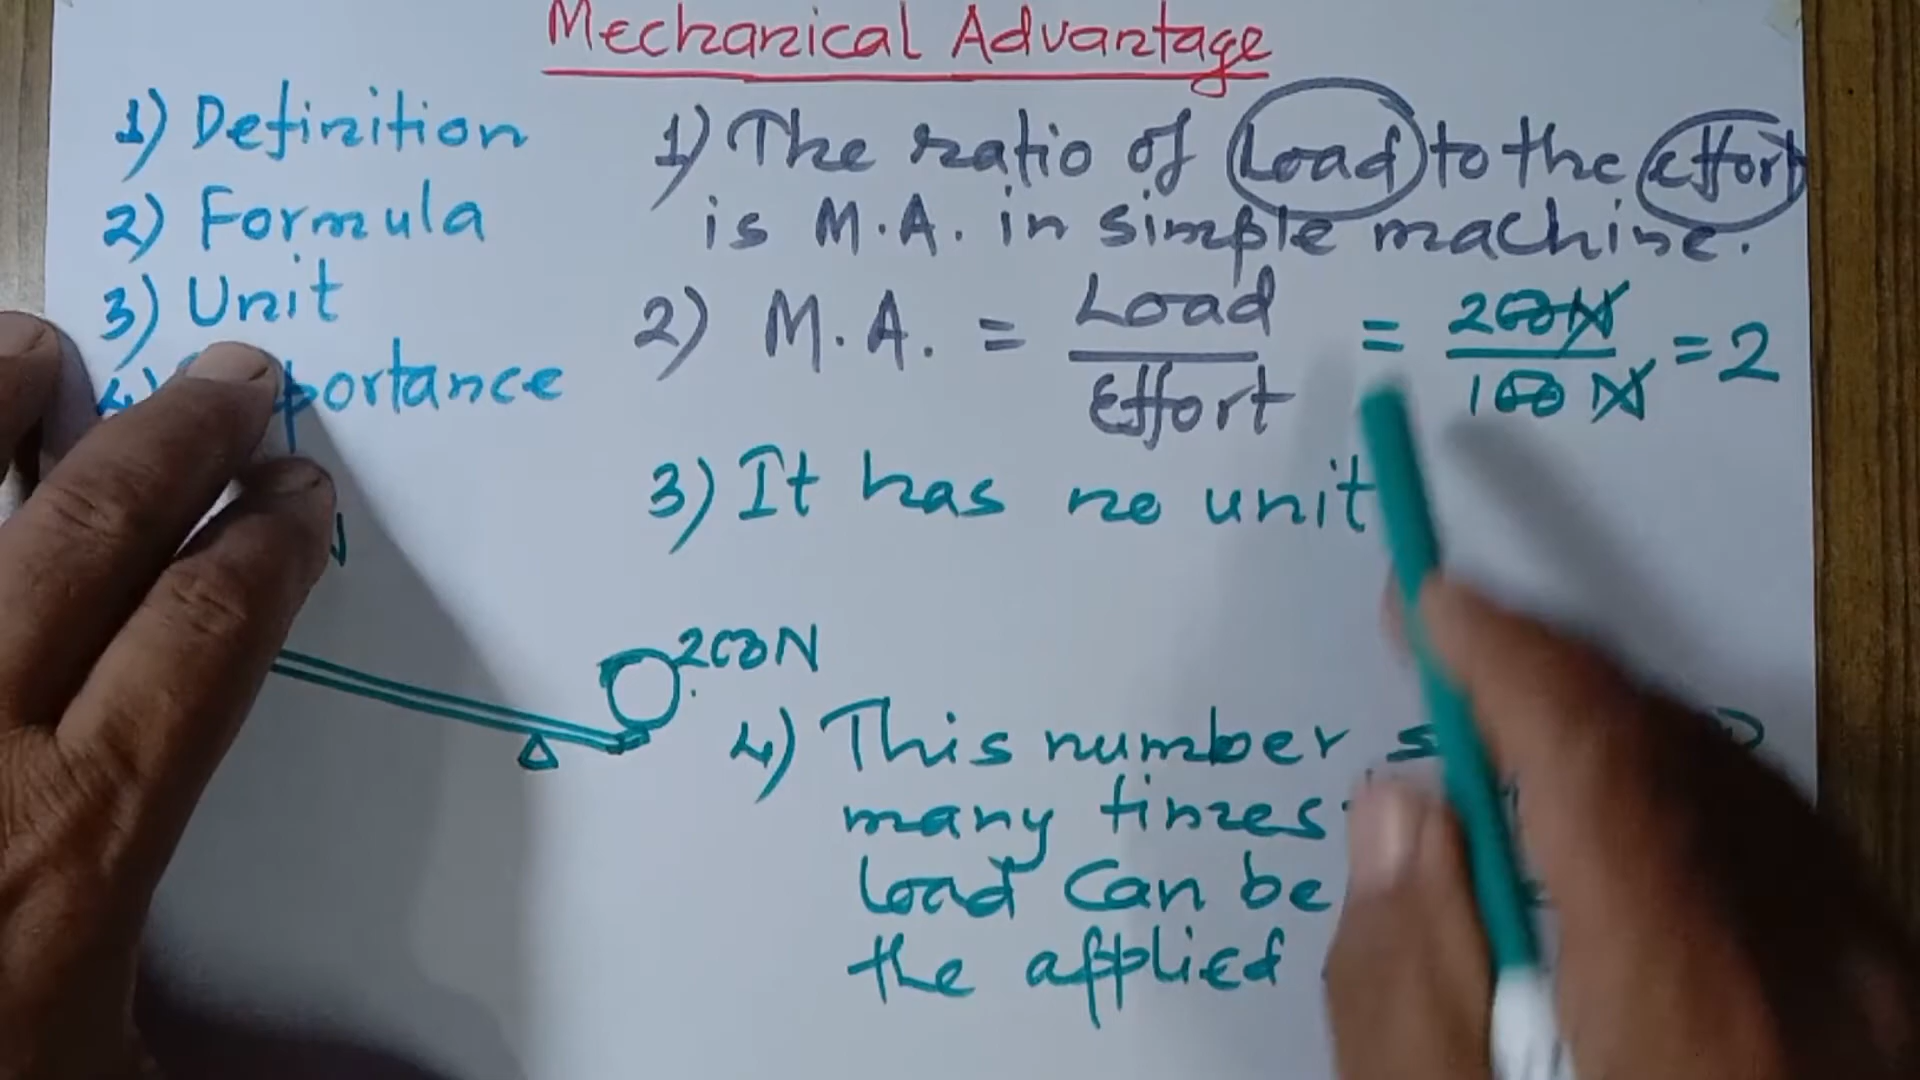 Mechanical Advantage
1) Definition
2) Formula
3) Unit
4) portance
1) The ratio of Load to the effort
is M.A. in simple machine.
2) M.A. = Load / Effort = 200N / 100N = 2
3) It has no unit
200N
4) This number
many times
load can be
the applied